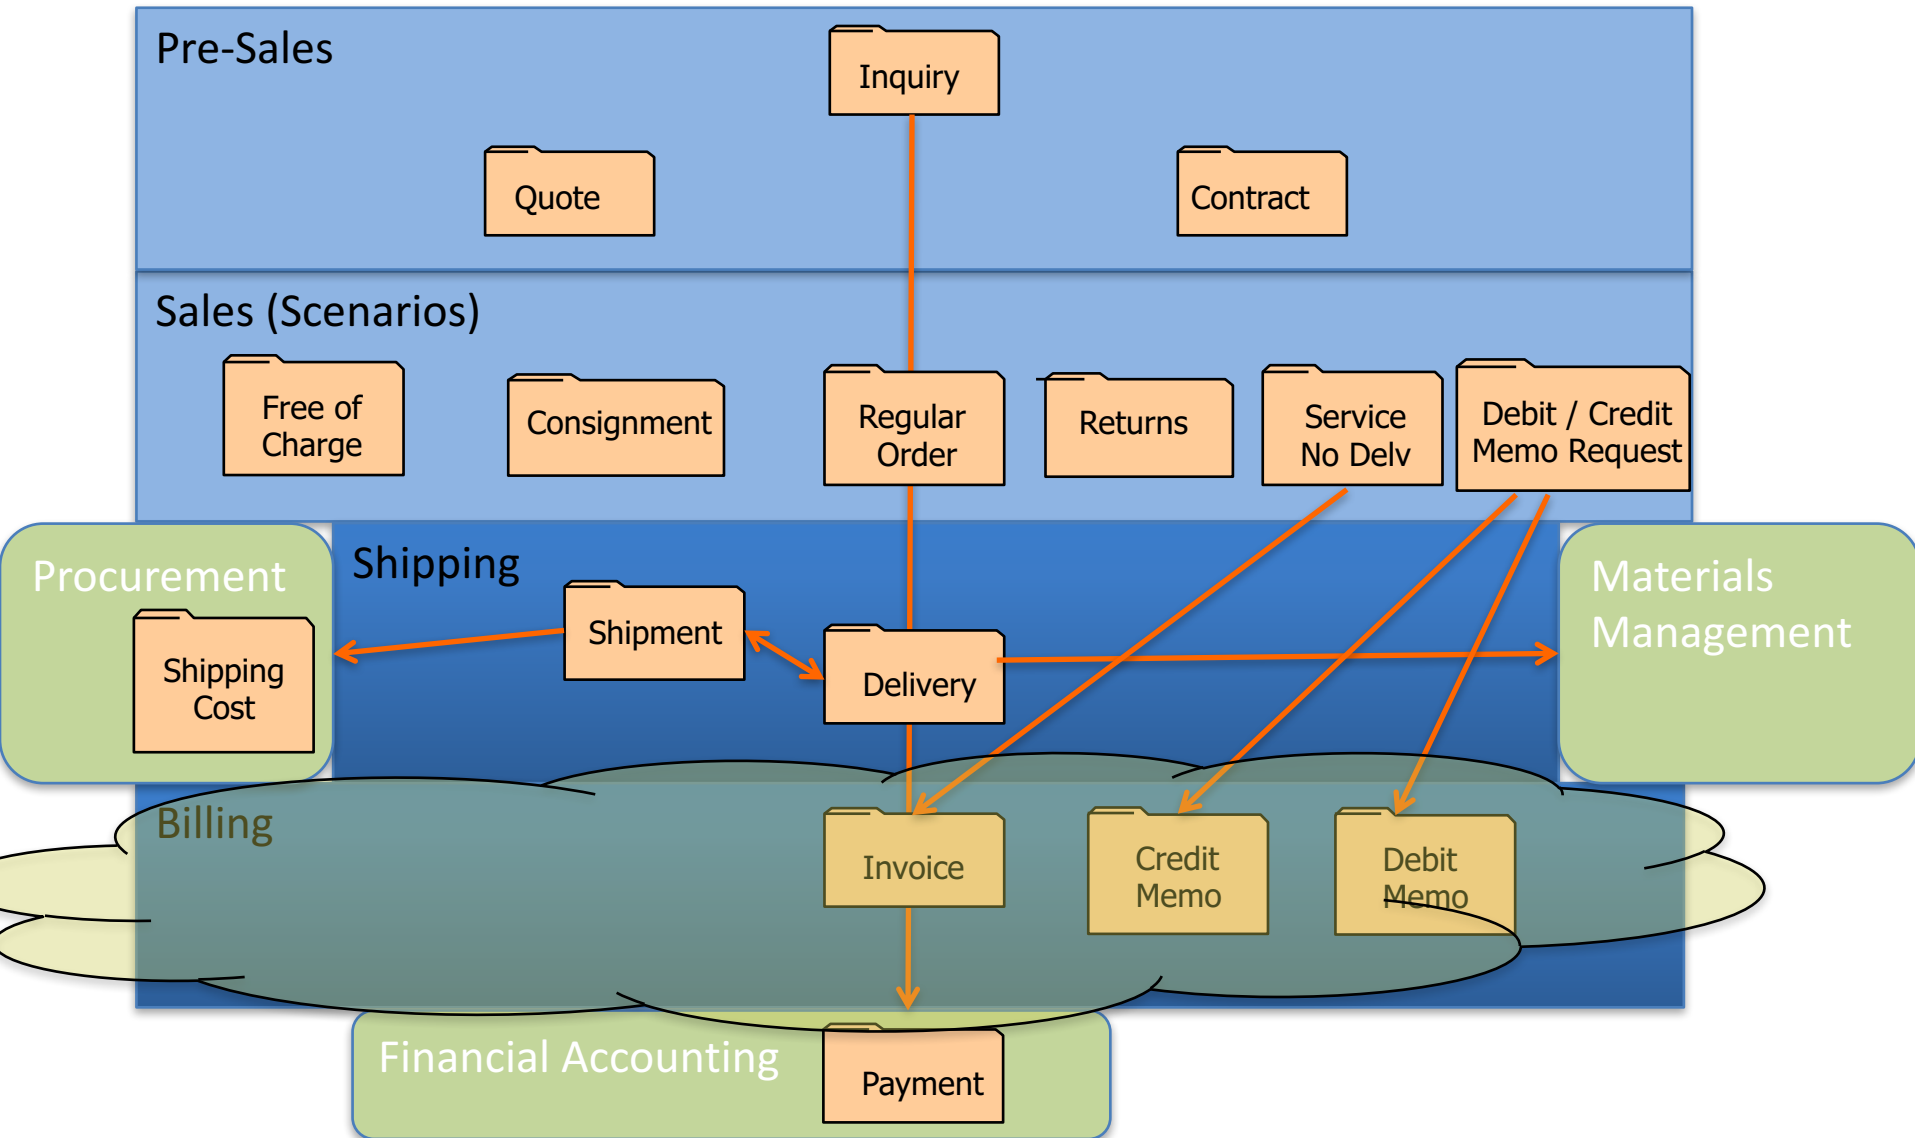 Pre-Sales
Inquiry
Quote
Contract
Sales (Scenarios)
Free of
Charge
Consignment
Regular
Order
Returns
Service
No Delv
Debit / Credit
Memo Request
Procurement
Shipping
Cost
Shipping
Shipment
Delivery
Materials
Management
Billing
Invoice
Credit
Memo
Debit
Memo
Financial Accounting
Payment